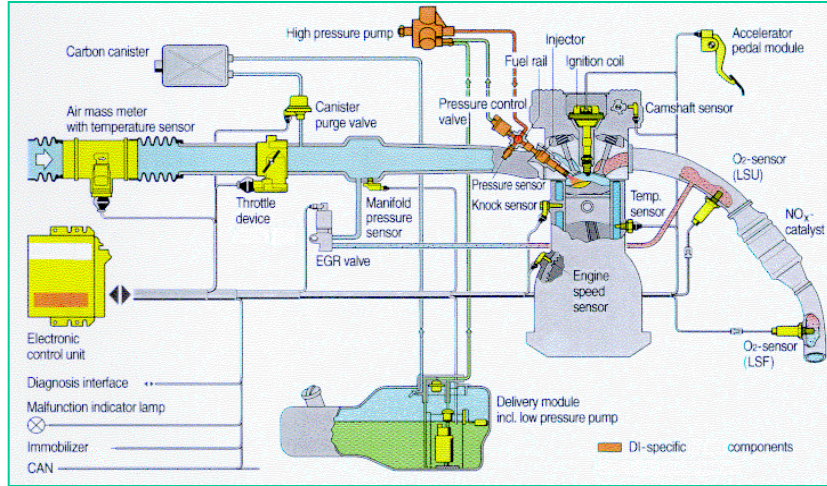 High pressure pump
Injector
Fuel rail
Ignition coil
Accelerator
pedal module
Carbon canister
Pressure control
valve
Camshaft sensor
Air mass meter
with temperature sensor
Canister
purge valve
O2-sensor
(LSU)
Pressure sensor
Knock sensor
Temp.
sensor
NOx-
catalyst
Throttle
device
Manifold
pressure
sensor
EGR valve
Engine
speed
sensor
Electronic
control unit
O2-sensor
(LSF)
Diagnosis interface
Malfunction indicator lamp
Immobilizer
CAN
Delivery module
incl. low pressure pump
DI-specific components